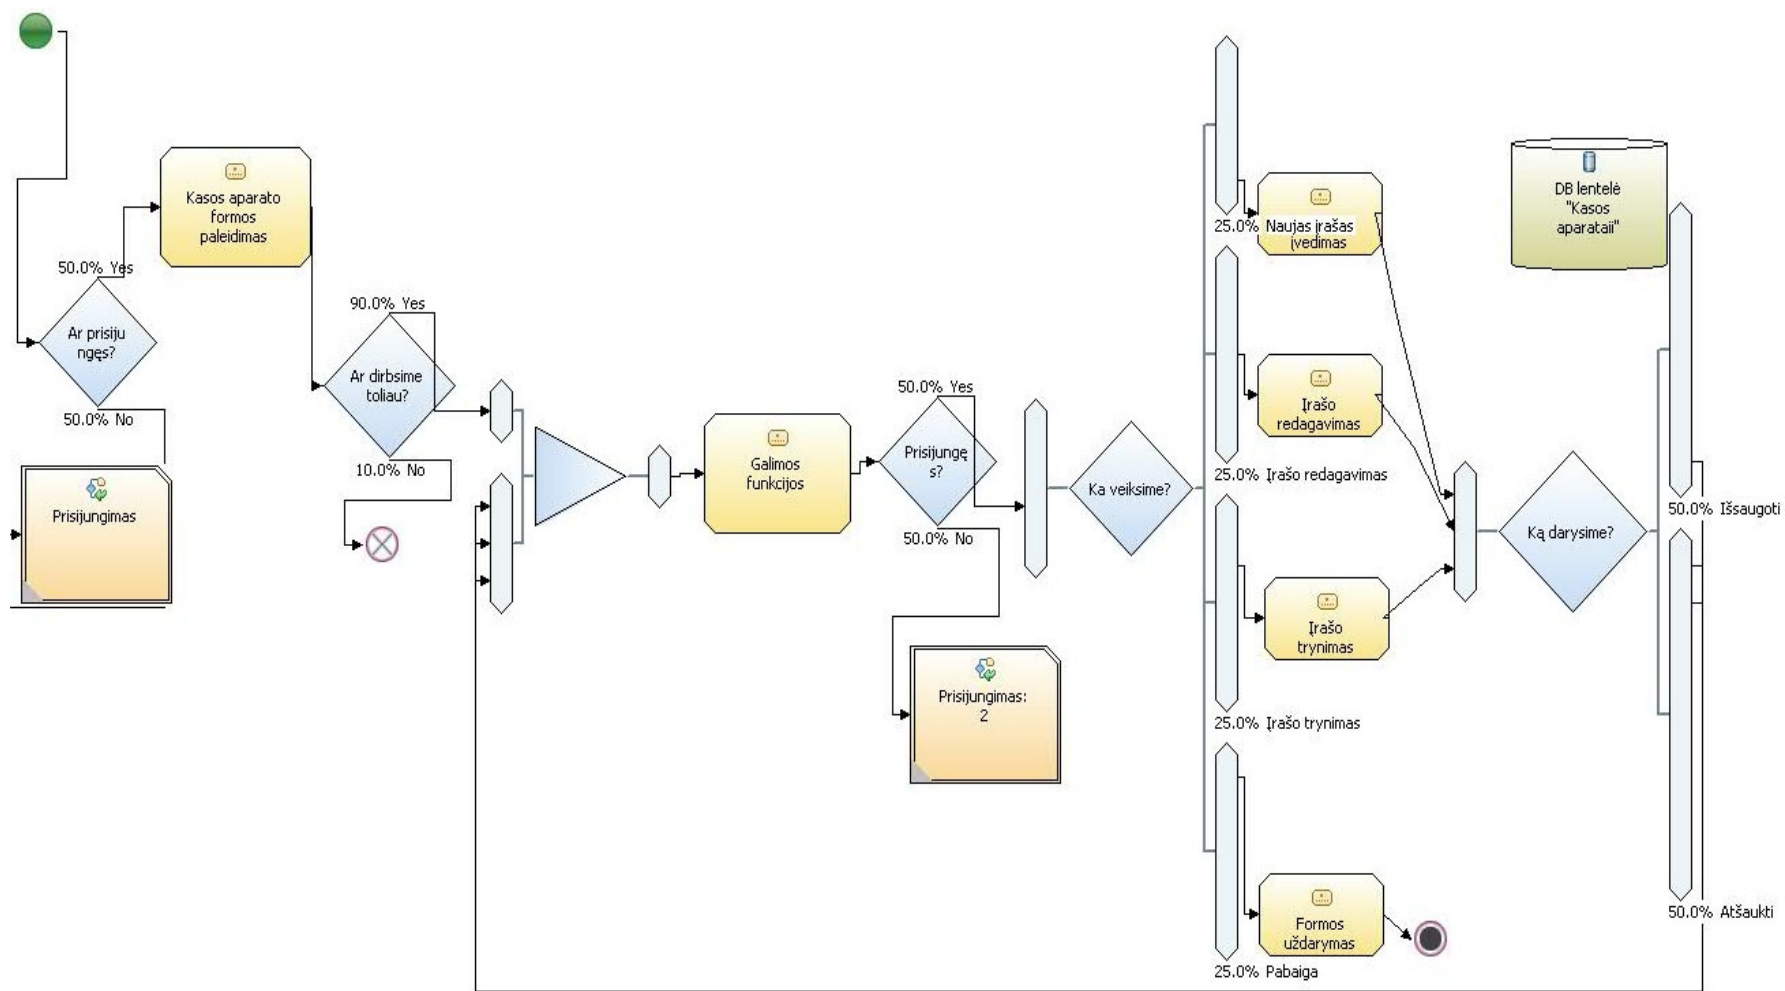 Kasos aparato
formos
paleidimas
50.0% Yes
Ar prisiju
ngęs?
50.0% No
Prisijungimas
90.0% Yes
Ar dirbsime
toliau?
10.0% No
Galimos
funkcijos
50.0% Yes
Prisijungę
s?
50.0% No
Prisijungimas:
2
Ka veiksime?
25.0% Naujas įrašas
įvedimas
Įrašo
redagavimas
25.0% Įrašo redagavimas
Įrašo
trynimas
25.0% Įrašo trynimas
Formos
uždarymas
25.0% Pabaiga
Ką darysime?
DB lentelė
"Kasos
aparataii"
50.0% Išsaugoti
50.0% Atšaukti